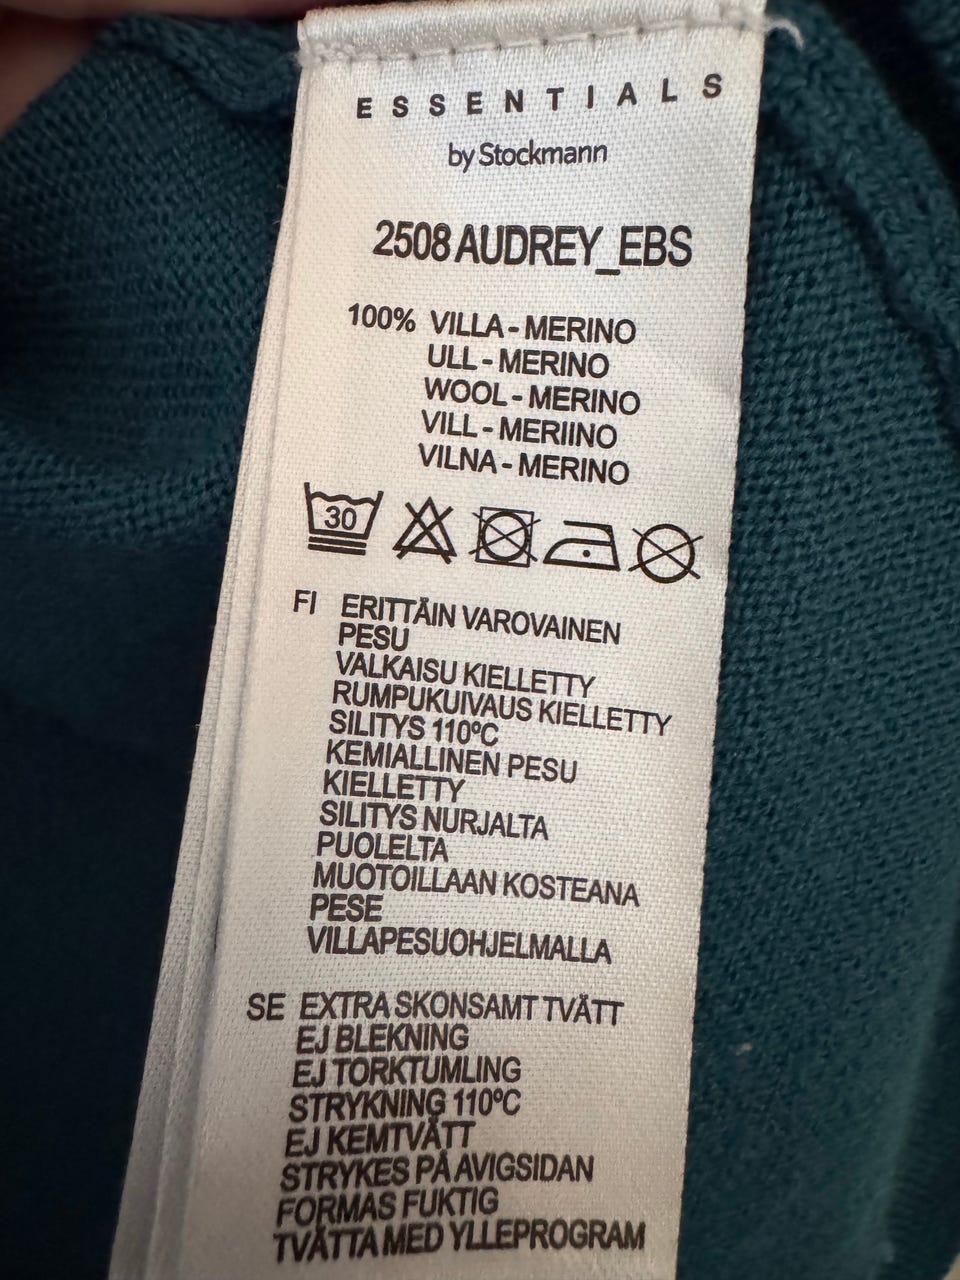 ESSENTIALS
by Stockmann
2508 AUDREY_EBS
100% VILLA - MERINO
ULL - MERINO
WOOL - MERINO
VILL - MERIINO
VILNA - MERINO
30
FI ERITTÄIN VAROVAINEN
PESU
VALKAISU KIELLETTY
RUMPUKUIVAUS KIELLETTY
SILITYS 110ºC
KEMIALLINEN PESU
KIELLETTY
SILITYS NURJALTA
PUOLELTA
MUOTOILLAAN KOSTEANA
PESE
VILLAPESUOHJELMALLA
SE EXTRA SKONSAMT TVÄTT
EJ BLEKNING
EJ TORKTUMLING
STRYKNING 110ºC
EJ KEMTVÄTT
STRYKES PÅ AVIGSIDAN
FORMAS FUKTIG
TVÄTTA MED YLLEPROGRAM